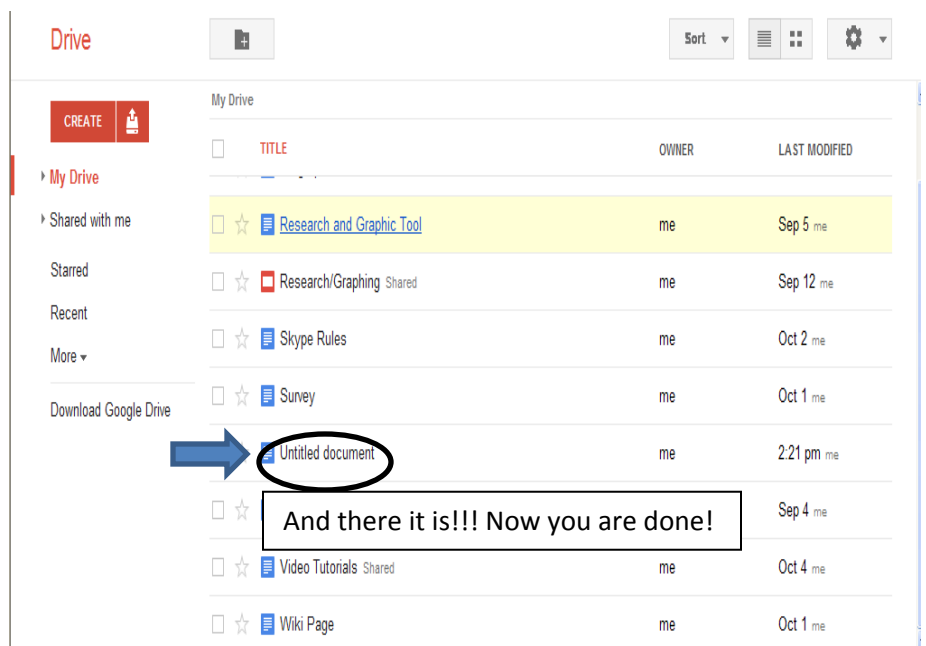 Drive
Sort
My Drive
CREATE
TITLE OWNER LAST MODIFIED
My Drive
Research and Graphic Tool me Sep 5 me
Shared with me
Starred
Research/Graphing Shared me Sep 12 me
Recent
Skype Rules me Oct 2 me
More
Survey me Oct 1 me
Download Google Drive
Untitled document me 2:21 pm me
And there it is!!! Now you are done!
Sep 4 me
Video Tutorials Shared me Oct 4 me
Wiki Page me Oct 1 me